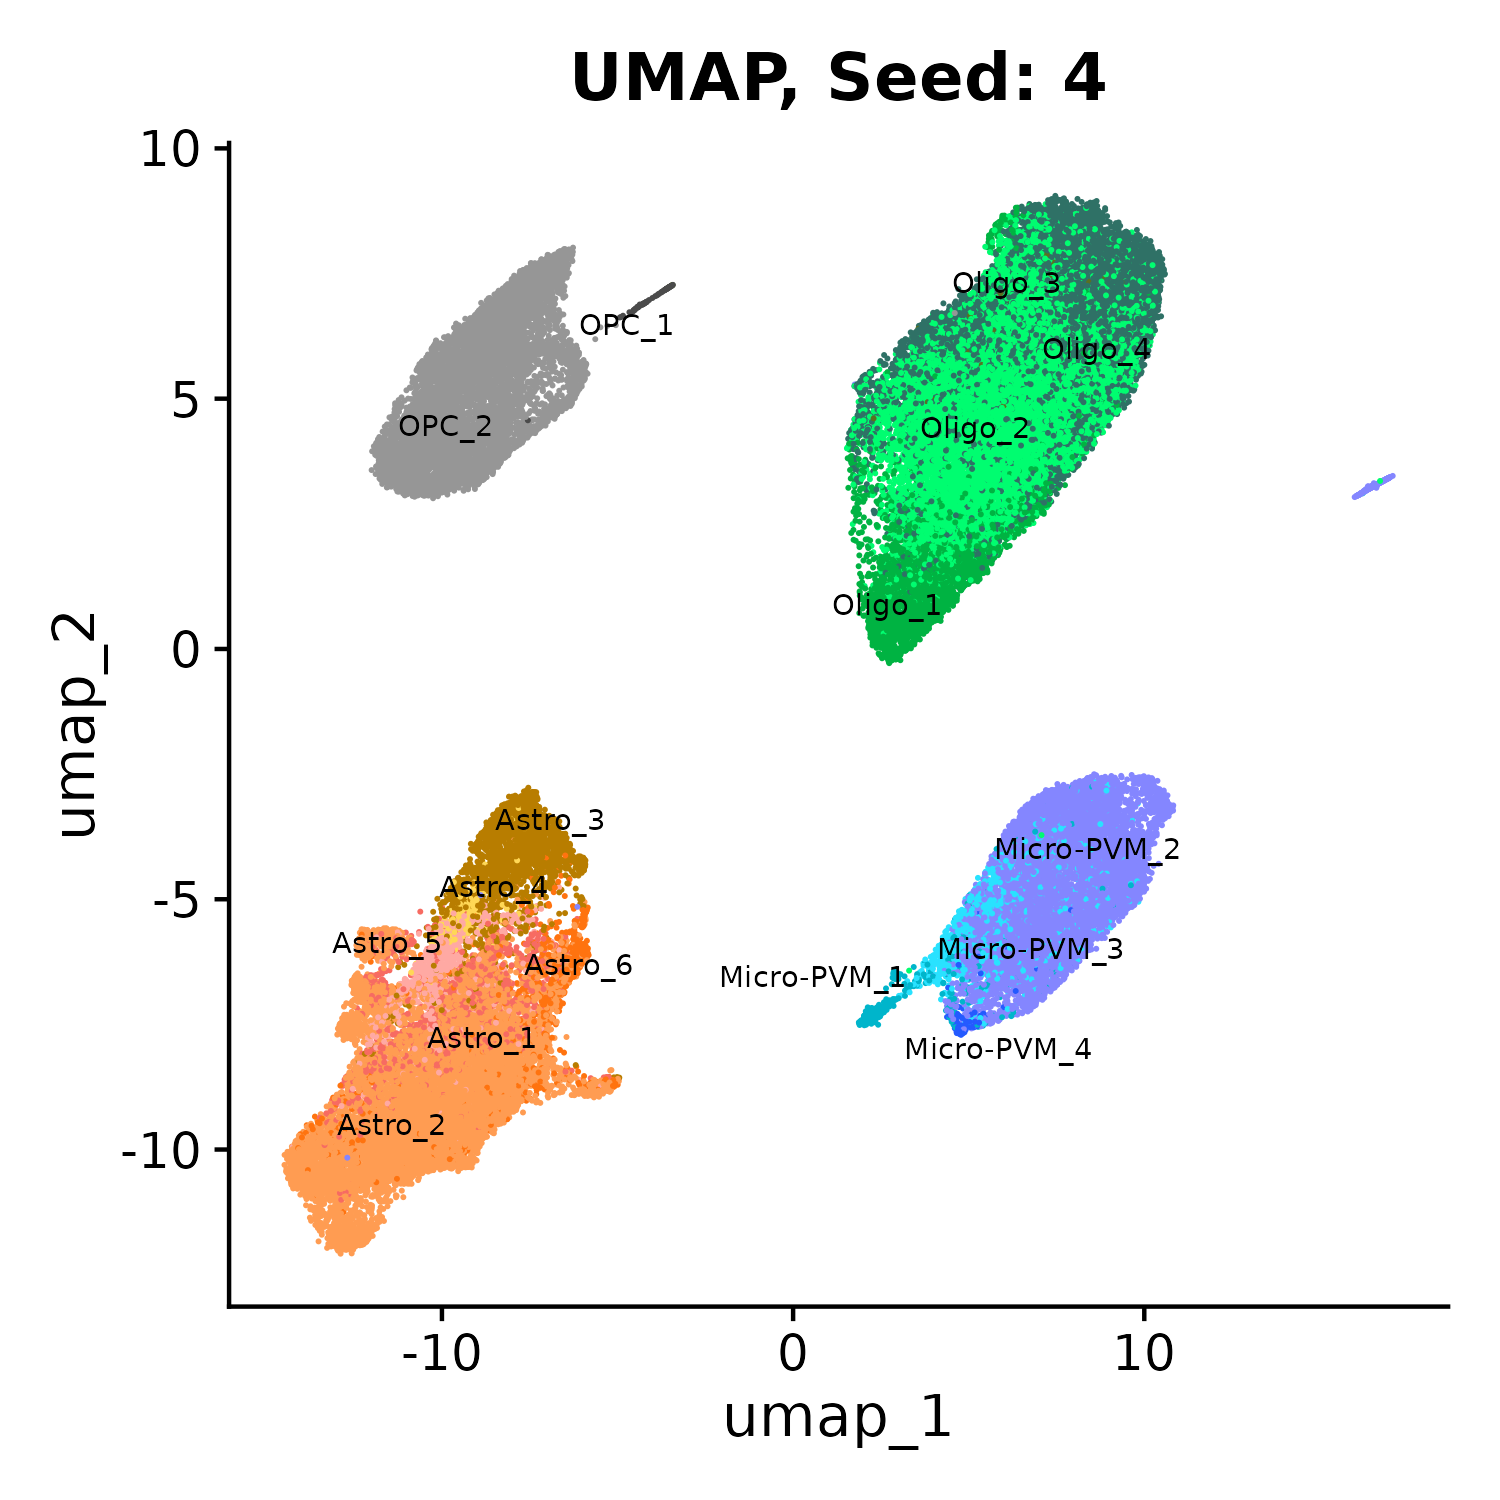 UMAP, Seed: 4
10
5
0
-5
-10
umap_2
Oligo_3
OPC_1
Oligo_4
OPC_2
Oligo_2
Oligo_1
Astro_3
Micro-PVM_2
Astro_4
Astro_5
Micro-PVM_3
Astro_6
Micro-PVM_1
Astro_1
Micro-PVM_4
Astro_2
-10
0
10
umap_1